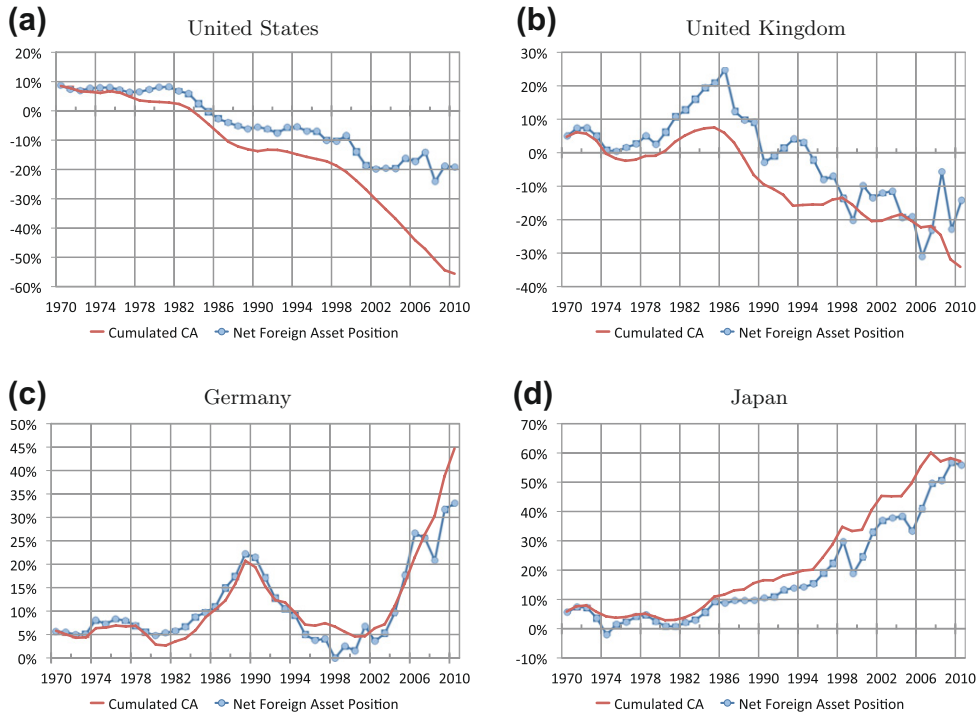 (a)
United States
20%
10%
0%
-10%
-20%
-30%
-40%
-50%
-60%
1970 1974 1978 1982 1986 1990 1994 1998 2002 2006 2010
Cumulated CA Net Foreign Asset Position
(b)
United Kingdom
30%
20%
10%
0%
-10%
-20%
-30%
-40%
1970 1974 1978 1982 1986 1990 1994 1998 2002 2006 2010
Cumulated CA Net Foreign Asset Position
(c)
Germany
50%
45%
40%
35%
30%
25%
20%
15%
10%
5%
0%
1970 1974 1978 1982 1986 1990 1994 1998 2002 2006 2010
Cumulated CA Net Foreign Asset Position
(d)
Japan
70%
60%
50%
40%
30%
20%
10%
0%
-10%
1970 1974 1978 1982 1986 1990 1994 1998 2002 2006 2010
Cumulated CA Net Foreign Asset Position